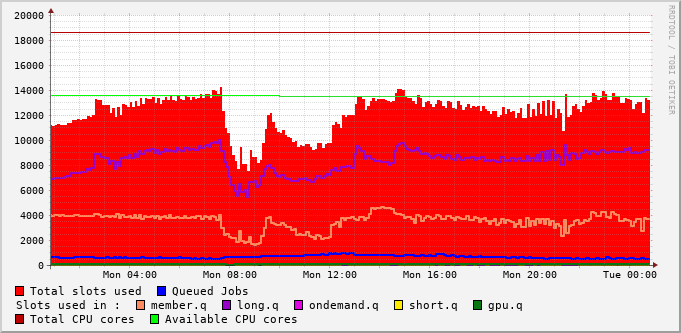 20000
18000
16000
14000
12000
10000
8000
6000
4000
2000
0
Mon 04:00 Mon 08:00 Mon 12:00 Mon 16:00 Mon 20:00 Tue 00:00
RRDTOOL / TOBI OETIKER
Total slots used Queued Jobs
Slots used in : member.q long.q ondemand.q short.q gpu.q
Total CPU cores Available CPU cores